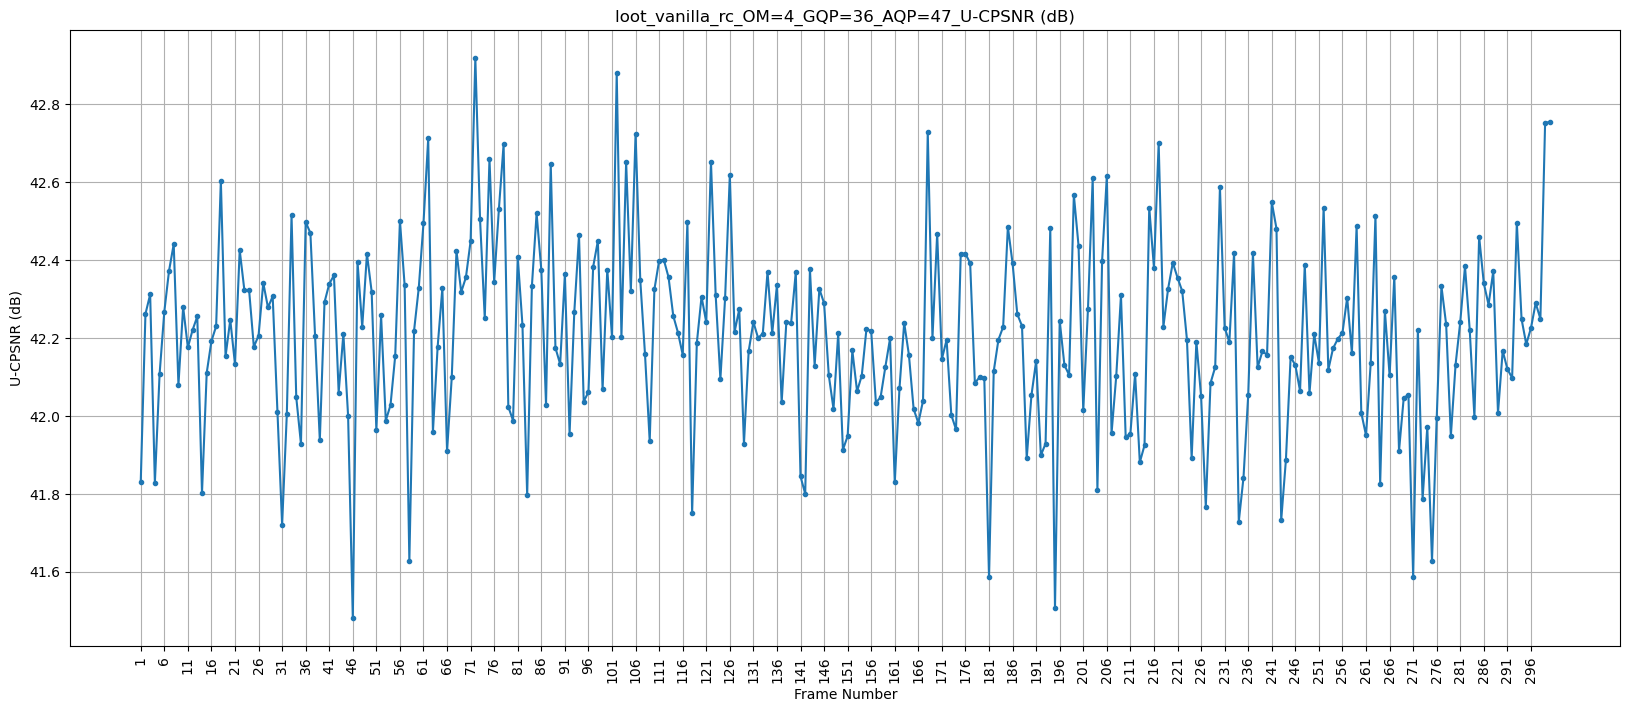 loot_vanilla_rc_OM=4_GQP=36_AQP=47_U-CPSNR (dB)
U-CPSNR (dB)
42.8
42.6
42.4
42.2
42.0
41.8
41.6
1 6 11 16 21 26 31 36 41 46 51 56 61 66 71 76 81 86 91 96 101 106 111 116 121 126 131 136 141 146 151 156 161 166 171 176 181 186 191 196 201 206 211 216 221 226 231 236 241 246 251 256 261 266 271 276 281 286 291 296
Frame Number